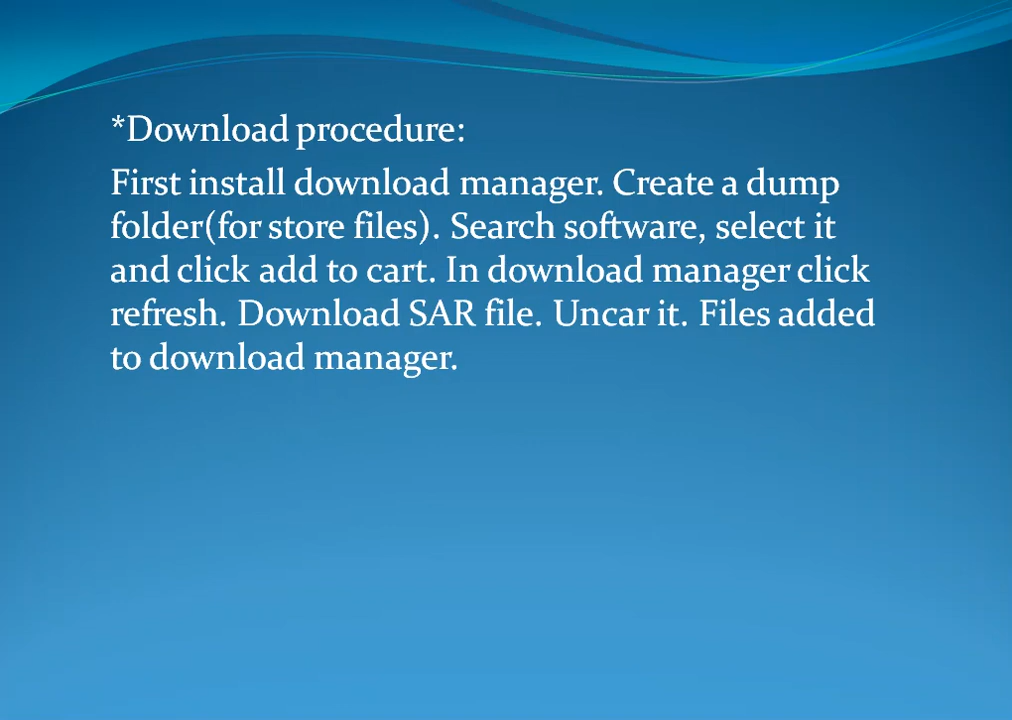 *Download procedure:
First install download manager. Create a dump
folder(for store files). Search software, select it
and click add to cart. In download manager click
refresh. Download SAR file. Uncar it. Files added
to download manager.